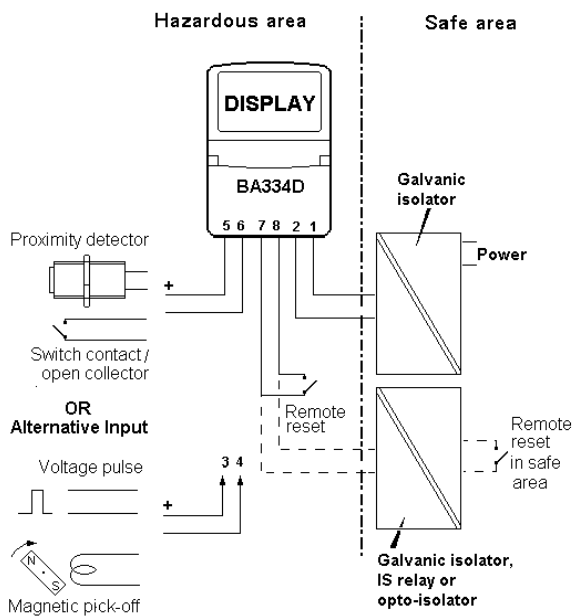 Hazardous area
Safe area
DISPLAY
BA334D
5 6 7 8 2 1
Galvanic
isolator
Power
Proximity detector
+
Switch contact /
open collector
OR
Alternative Input
Remote
reset
Voltage pulse
3 4
+
N
S
Magnetic pick-off
Remote
reset
in safe
area
Galvanic isolator,
IS relay or
opto-isolator